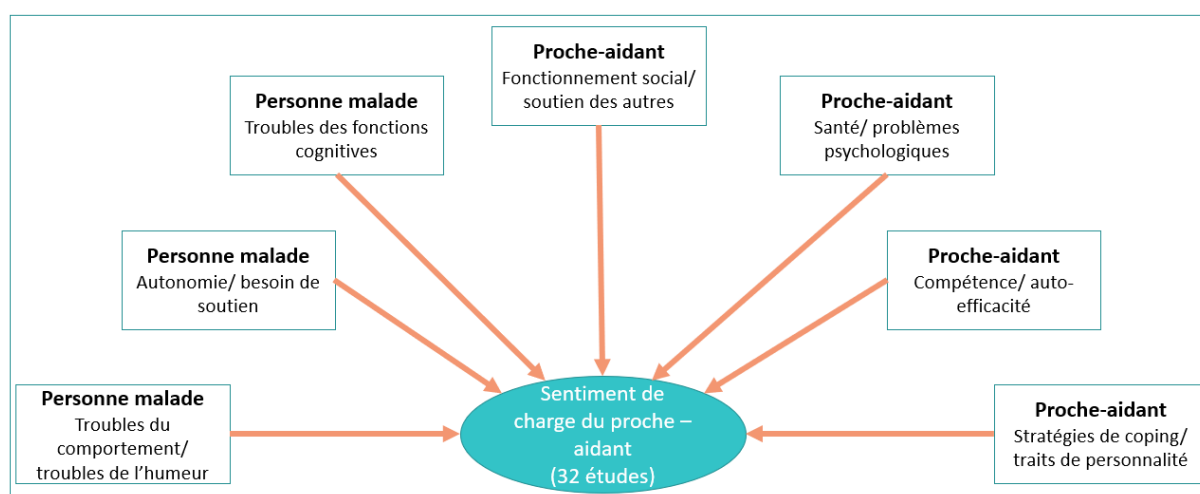 Proche-aidant
Fonctionnement social/
soutien des autres
Personne malade
Troubles des fonctions
cognitives
Proche-aidant
Santé/ problèmes
psychologiques
Personne malade
Autonomie/ besoin de
soutien
Proche-aidant
Compétence/ auto-
efficacité
Personne malade
Troubles du
comportement/
troubles de l'humeur
Sentiment de
charge du proche –
aidant
(32 études)
Proche-aidant
Stratégies de coping/
traits de personnalité